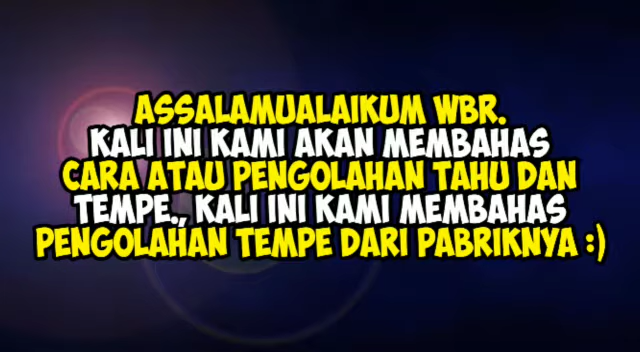 ASSALAMUALAIKUM WBR.
KALI INI KAMI AKAN MEMBAHAS
CARA ATAU PENGOLAHAN TAHU DAN
TEMPE., KALI INI KAMI MEMBAHAS
PENGOLAHAN TEMPE DARI PABRIKNYA :)